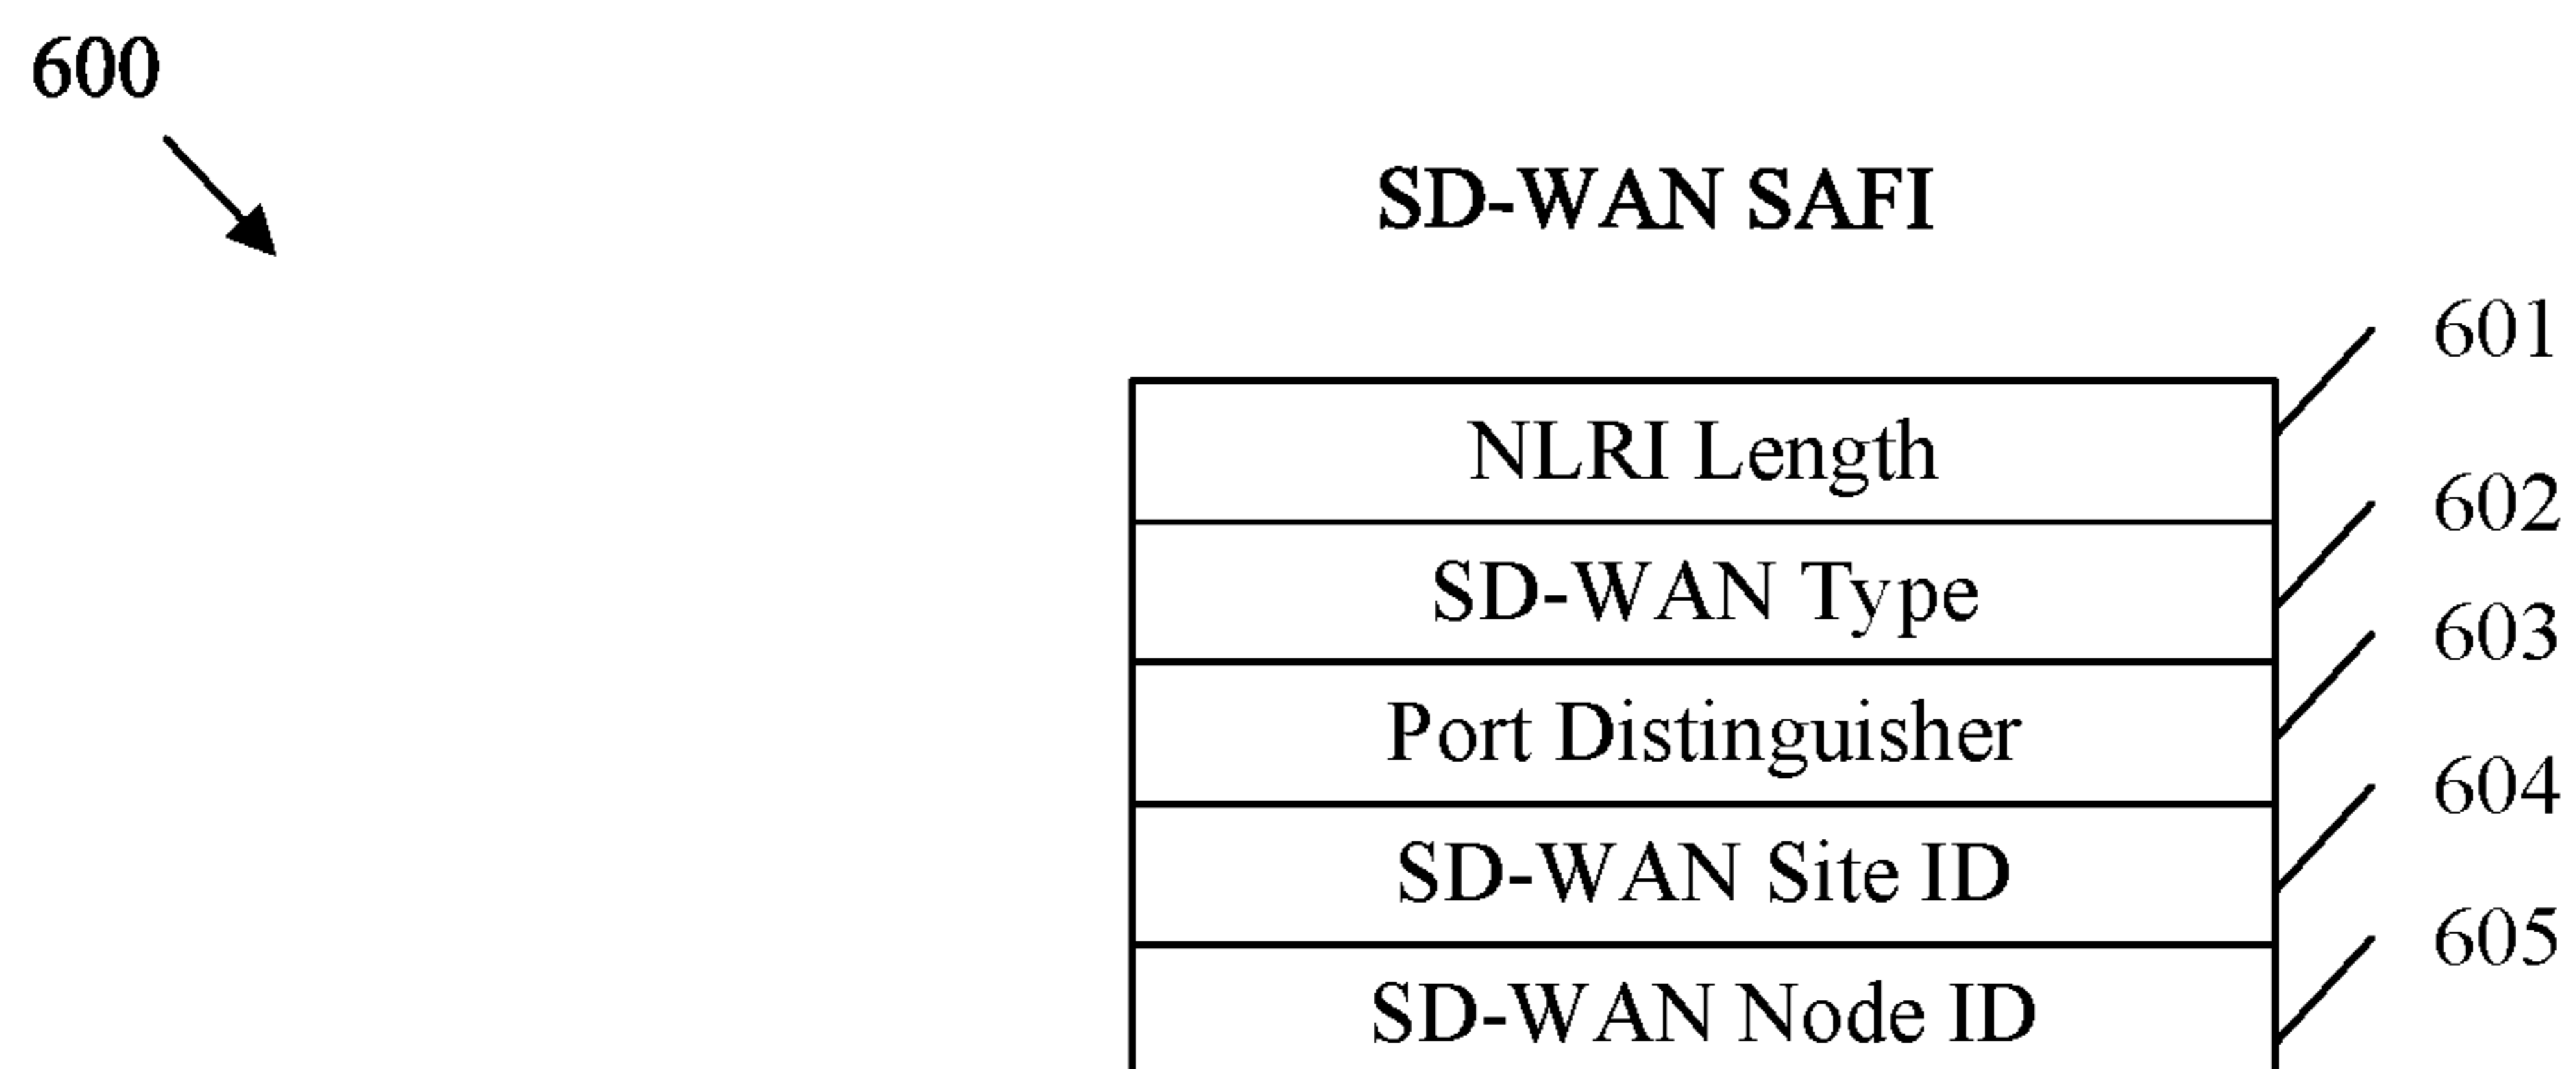 600
SD-WAN SAFI
601
NLRI Length
602
SD-WAN Type
603
Port Distinguisher
604
SD-WAN Site ID
605
SD-WAN Node ID